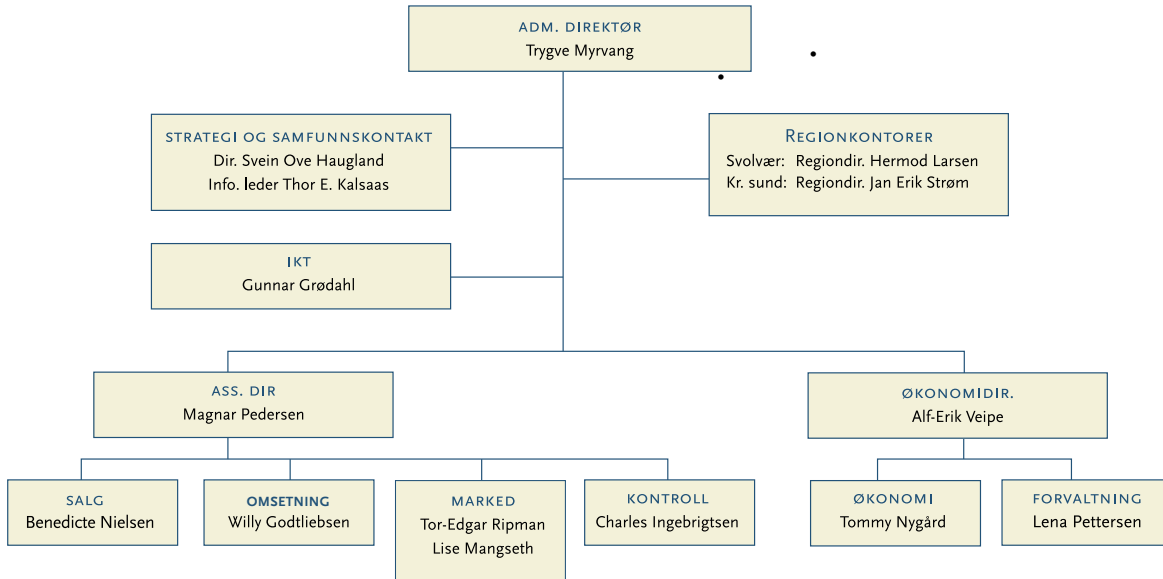 ADM. DIREKTØR
Trygve Myrvang
STRATEGI OG SAMFUNNSKONTAKT
Dir. Svein Ove Haugland
Info. leder Thor E. Kalsaas
REGIONKONTORER
Svolvær: Regiondir. Hermod Larsen
Kr. sund: Regiondir. Jan Erik Strøm
IKT
Gunnar Grødahl
ASS. DIR
Magnar Pedersen
ØKONOMIDIR.
Alf-Erik Veipe
SALG
Benedicte Nielsen
OMSETNING
Willy Godtliebsen
MARKED
Tor-Edgar Ripman
Lise Mangseth
KONTROLL
Charles Ingebrigtsen
ØKONOMI
Tommy Nygård
FORVALTNING
Lena Pettersen